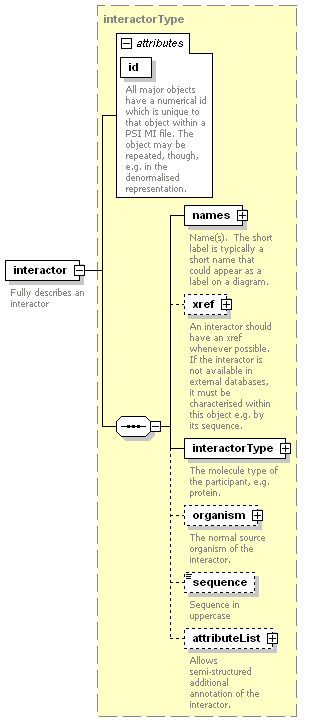 interactorType
attributes
id
All major objects
have a numerical id
which is unique to
that object within a
PSI MI file. The
object may be
repeated, though,
e.g. in the
denormalised
representation.
names
Name(s).  The short
label is typically a
short name that
could appear as a
label on a diagram.
interactor
Fully describes an
interactor
xref
An interactor should
have an xref
whenever possible.
If the interactor is
not available in
external databases,
it must be
characterised within
this object e.g. by
its sequence.
interactorType
The molecule type of
the participant, e.g.
protein.
organism
The normal source
organism of the
interactor.
sequence
Sequence in
uppercase
attributeList
Allows
semi-structured
additional
annotation of the
interactor.